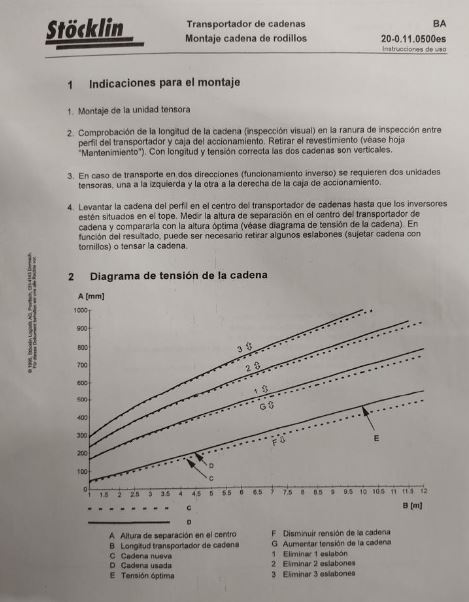 Stöcklin
Transportador de cadenas
Montaje cadena de rodillos
BA
20-0.11.0500es
Instrucciones de uso
1 Indicaciones para el montaje
1. Montaje de la unidad tensora
2. Comprobación de la longitud de la cadena (inspección visual) en la ranura de inspección entre
perfil del transportador y caja del accionamiento. Retirar el revestimiento (véase hoja
"Mantenimiento"). Con longitud y tensión correcta las dos cadenas son verticales.
3. En caso de transporte en dos direcciones (funcionamiento inverso) se requieren dos unidades
tensoras, una a la izquierda y la otra a la derecha de la caja de accionamiento.
4. Levantar la cadena del perfil en el centro del transportador de cadenas hasta que los inversores
estén situados en el tope. Medir la altura de separación en el centro del transportador de
cadena y compararla con la altura óptima (véase diagrama de tensión de la cadena). En
función del resultado, puede ser necesario retirar algunos eslabones (sujetar cadena con
tornillos) o tensar la cadena.
2 Diagrama de tensión de la cadena
A [mm]
1000
900
800
700
600
500
400
300
200
100
0
3
2
1
G
F
E
D
C
1 1.5 2 2.5 3 3.5 4 4.5 5 5.5 6 6.5 7 7.5 8 8.5 9 9.5 10 10.5 11 11.5 12
B [m]
C
D
A Altura de separación en el centro
B Longitud transportador de cadena
C Cadena nueva
D Cadena usada
E Tensión óptima
F Disminuir tensión de la cadena
G Aumentar tensión de la cadena
1 Eliminar 1 eslabón
2 Eliminar 2 eslabones
3 Eliminar 3 eslabones